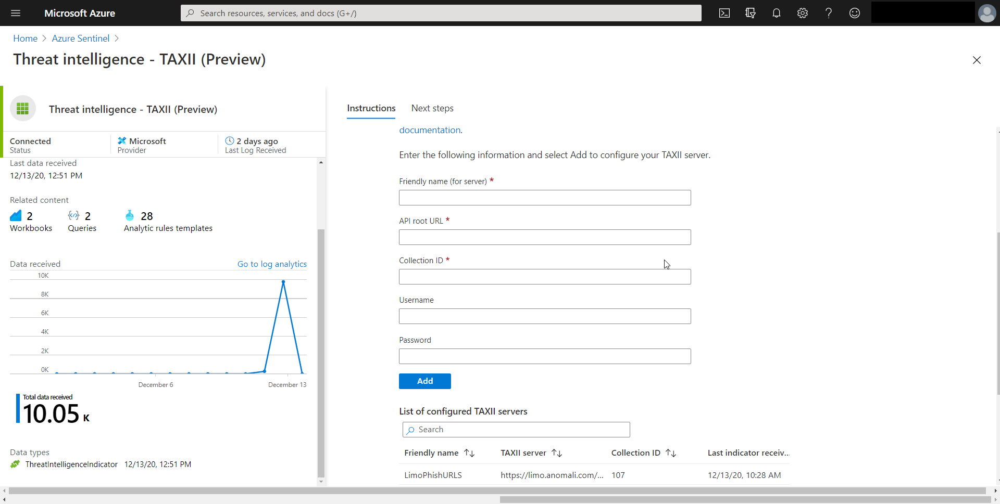 Microsoft Azure
Search resources, services, and docs (G+/)
Home > Azure Sentinel >
Threat intelligence - TAXII (Preview)
Threat intelligence - TAXII (Preview)
Connected
Status
Microsoft
Provider
2 days ago
Last Log Received
Last data received
12/13/20, 12:51 PM
Related content
2
Workbooks
2
Queries
28
Analytic rules templates
Data received
Go to log analytics
10K
8K
6K
4K
2K
0K
December 6
December 13
Total data received
10.05 K
Data types
ThreatIntelligenceIndicator 12/13/20, 12:51 PM
Instructions
Next steps
documentation.
Enter the following information and select Add to configure your TAXII server.
Friendly name (for server) *
API root URL *
Collection ID *
Username
Password
Add
List of configured TAXII servers
Search
Friendly name ↑↓ TAXII server ↑↓ Collection ID ↑↓ Last indicator receiv...
LimoPhishURLS https://limo.anomali.com/... 107 12/13/20, 10:28 AM